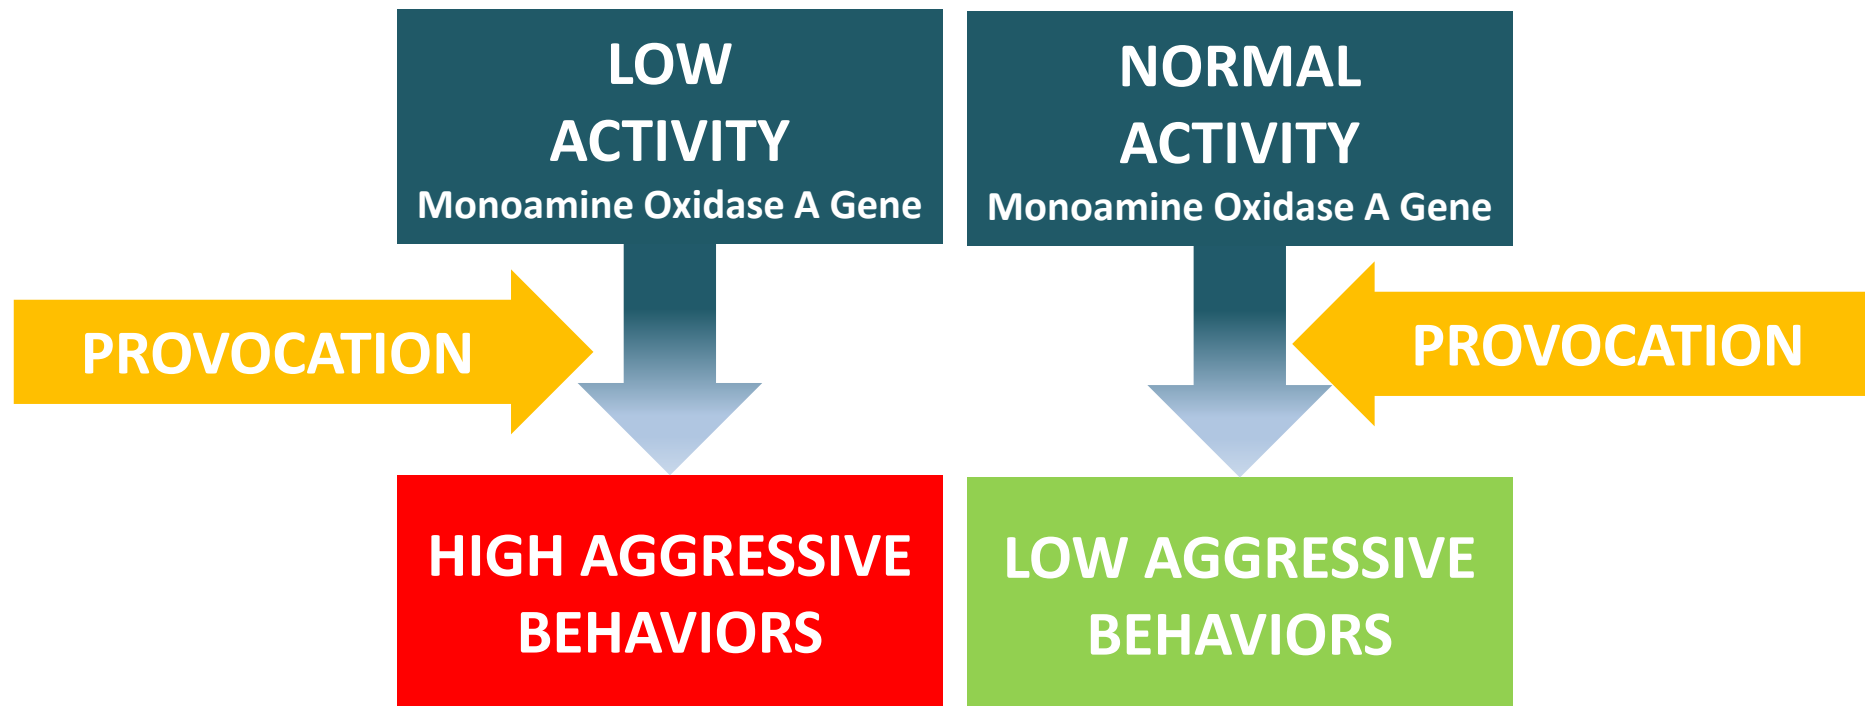 LOW
ACTIVITY
Monoamine Oxidase A Gene
NORMAL
ACTIVITY
Monoamine Oxidase A Gene
PROVOCATION
PROVOCATION
HIGH AGGRESSIVE
BEHAVIORS
LOW AGGRESSIVE
BEHAVIORS